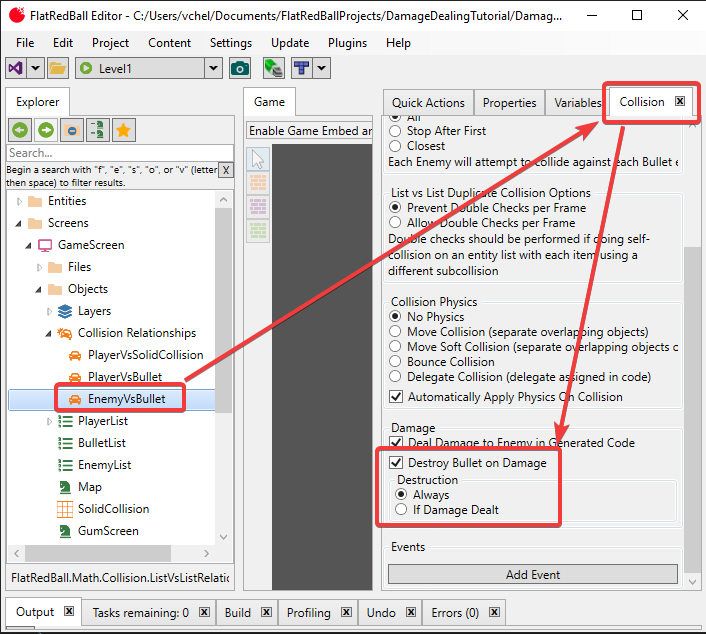 FlatRedBall Editor - C:/Users/vchel/Documents/FlatRedBallProjects/DamageDealingTutorial/Damag...
File Edit Project Content Settings Update Plugins Help
Level1
Explorer
Search...
Begin a search with "f", "e", "s", "o", or "v" (letter
then space) to filter results.
X
Entities
Screens
GameScreen
Files
Objects
Layers
Collision Relationships
PlayerVsSolidCollision
PlayerVsBullet
EnemyVsBullet
PlayerList
BulletList
EnemyList
Map
SolidCollision
GumScreen
FlatRedBall.Math.Collision.ListVsListRelatio
Game
Enable Game Embed an
Quick Actions Properties Variables Collision
All
Stop After First
Closest
Each Enemy will attempt to collide against each Bullet e
List vs List Duplicate Collision Options
Prevent Double Checks per Frame
Allow Double Checks per Frame
Double checks should be performed if doing self-
collision on an entity list with each item using a
different subcollision
Collision Physics
No Physics
Move Collision (separate overlapping objects)
Move Soft Collision (separate overlapping objects o
Bounce Collision
Delegate Collision (delegate assigned in code)
Automatically Apply Physics On Collision
Damage
Deal Damage to Enemy in Generated Code
Destroy Bullet on Damage
Destruction
Always
If Damage Dealt
Events
Add Event
Output Tasks remaining: 0 Build Profiling Undo Errors (0)